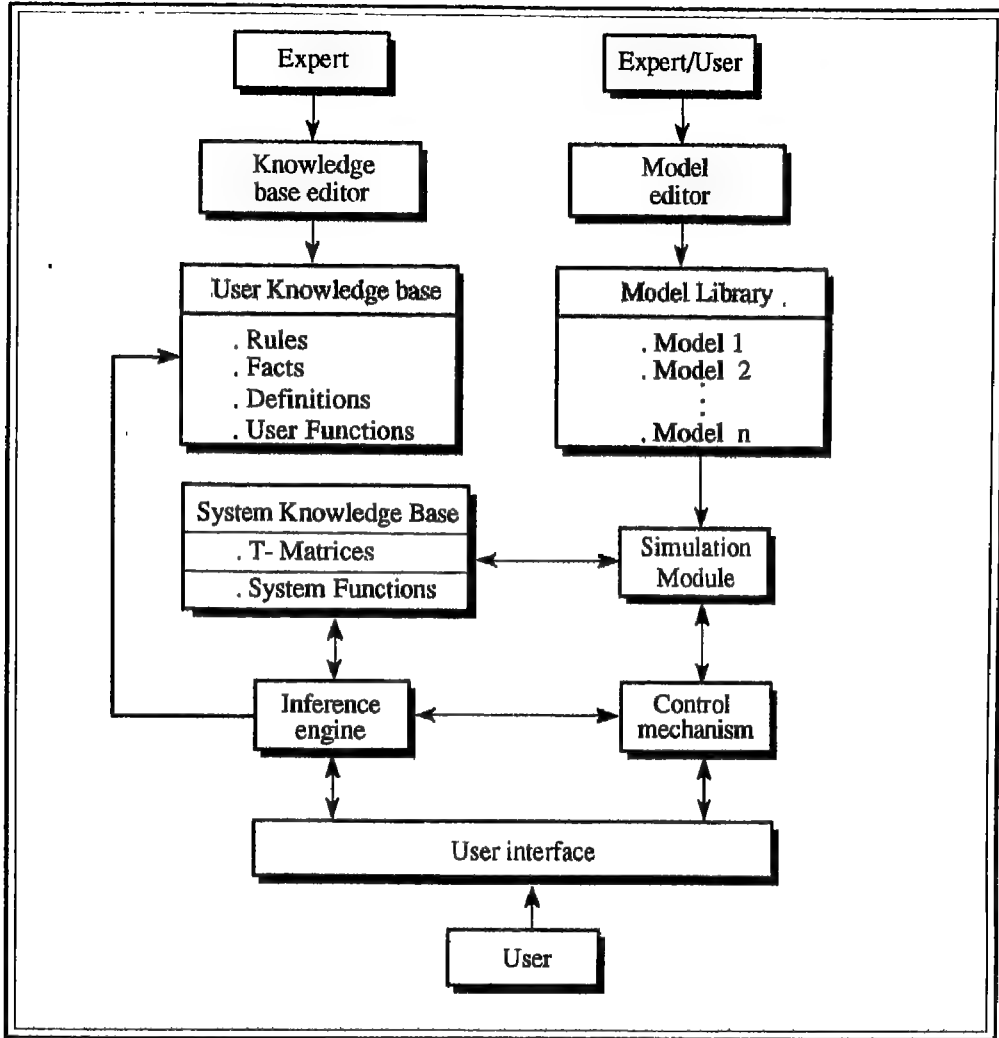 Expert
Expert/User
Knowledge
base editor
Model
editor
User Knowledge base
. Rules
. Facts
. Definitions
. User Functions
Model Library
. Model 1
. Model 2
. Model n
System Knowledge Base
. T- Matrices
. System Functions
Simulation
Module
Inference
engine
Control
mechanism
User interface
User